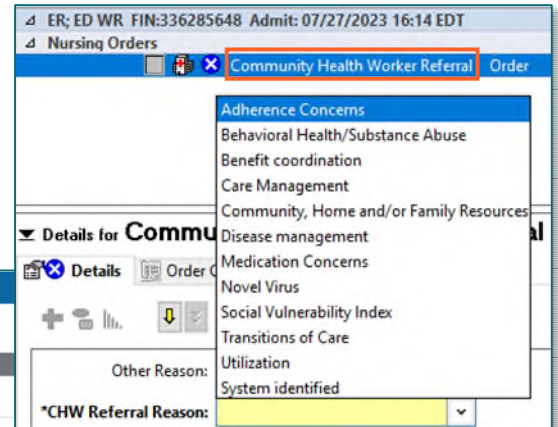 ER; ED WR FIN:336285648 Admit: 07/27/2023 16:14 EDT
Nursing Orders
Community Health Worker Referral Order
Adherence Concerns
Behavioral Health/Substance Abuse
Benefit coordination
Care Management
Community, Home and/or Family Resources
Disease management
Medication Concerns
Novel Virus
Social Vulnerability Index
Transitions of Care
Utilization
System identified
Details for Commu al
Details Order C
Other Reason:
*CHW Referral Reason: